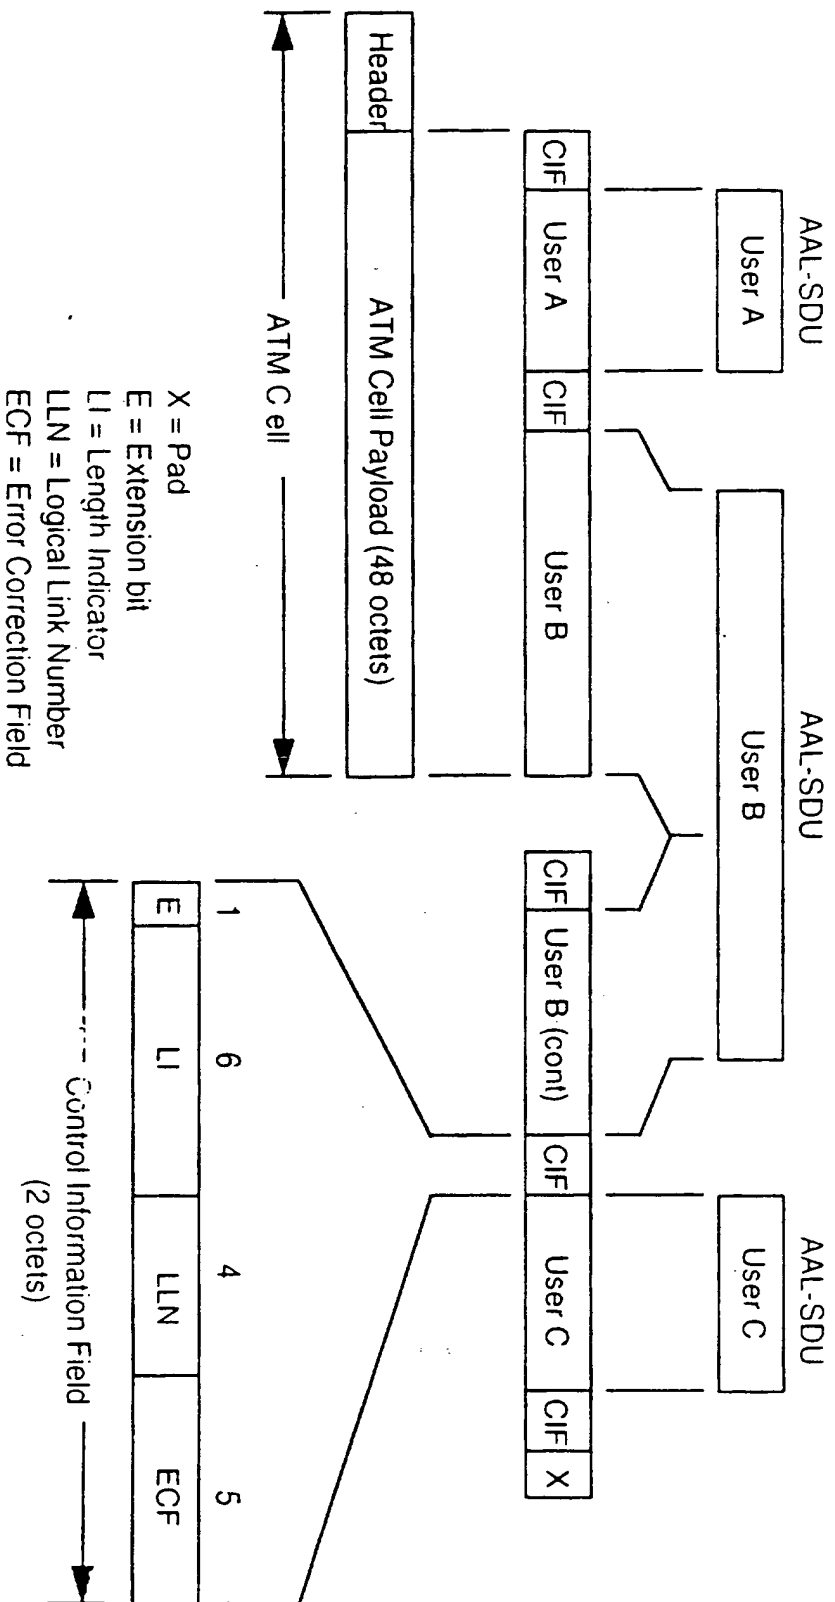 AAL-SDU
AAL-SDU
AAL-SDU
User A
User B
User C
CIF
User A
CIF
User B
CIF
User B (cont)
CIF
User C
CIF
X
Header
ATM Cell Payload (48 octets)
ATM C ell
1
6
4
5
E
LI
LLN
ECF
Control Information Field
(2 octets)
X = Pad
E = Extension bit
LI = Length Indicator
LLN = Logical Link Number
ECF = Error Correction Field